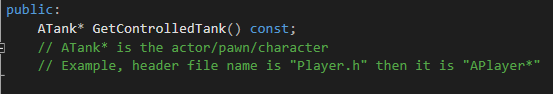 public:
ATank* GetControlledTank() const;
// ATank* is the actor/pawn/character
// Example, header file name is "Player.h" then it is "APlayer*"